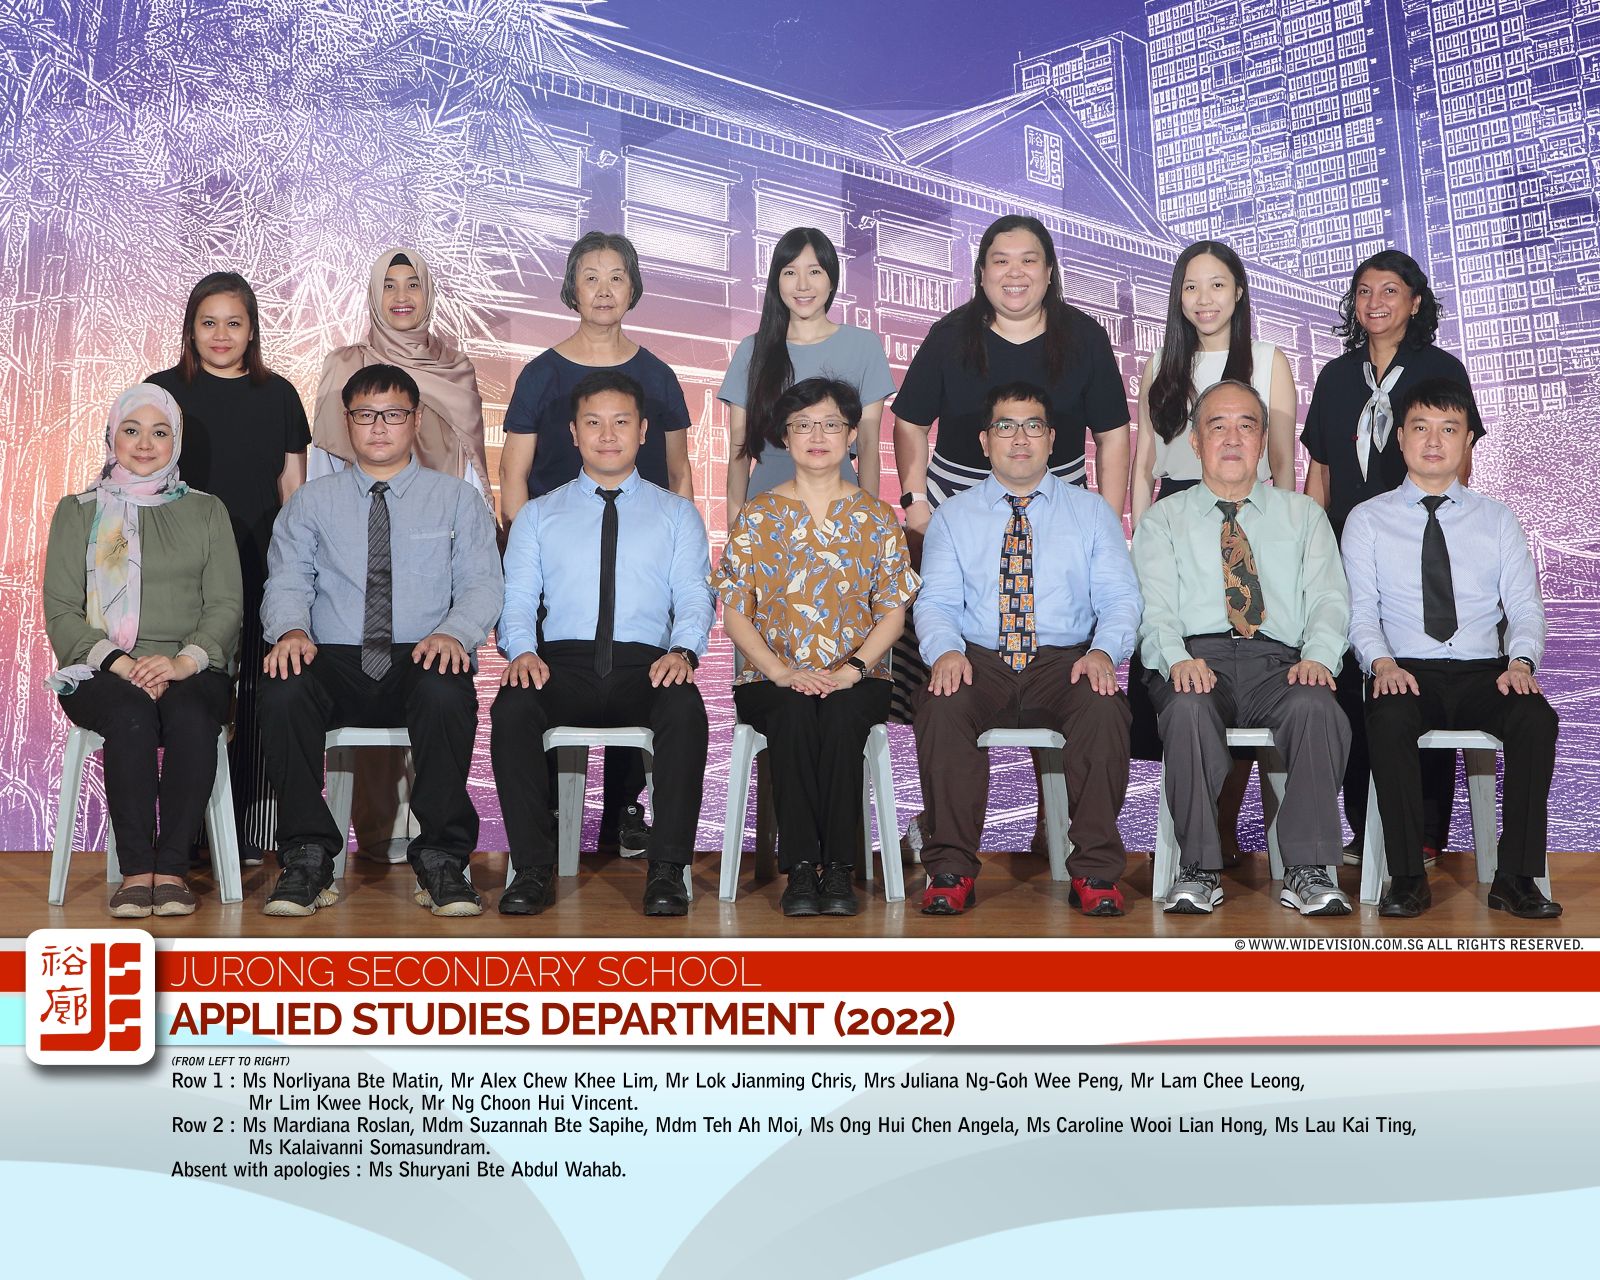 裕
廊
Jur
S
© WWW.WIDEVISION.COM.SG ALL RIGHTS RESERVED.
裕
廊
JSS
JURONG SECONDARY SCHOOL
APPLIED STUDIES DEPARTMENT (2022)
(FROM LEFT TO RIGHT)
Row 1 : Ms Norliyana Bte Matin, Mr Alex Chew Khee Lim, Mr Lok Jianming Chris, Mrs Juliana Ng-Goh Wee Peng, Mr Lam Chee Leong,
Mr Lim Kwee Hock, Mr Ng Choon Hui Vincent.
Row 2 : Ms Mardiana Roslan, Mdm Suzannah Bte Sapihe, Mdm Teh Ah Moi, Ms Ong Hui Chen Angela, Ms Caroline Wooi Lian Hong, Ms Lau Kai Ting,
Ms Kalaivanni Somasundram.
Absent with apologies : Ms Shuryani Bte Abdul Wahab.